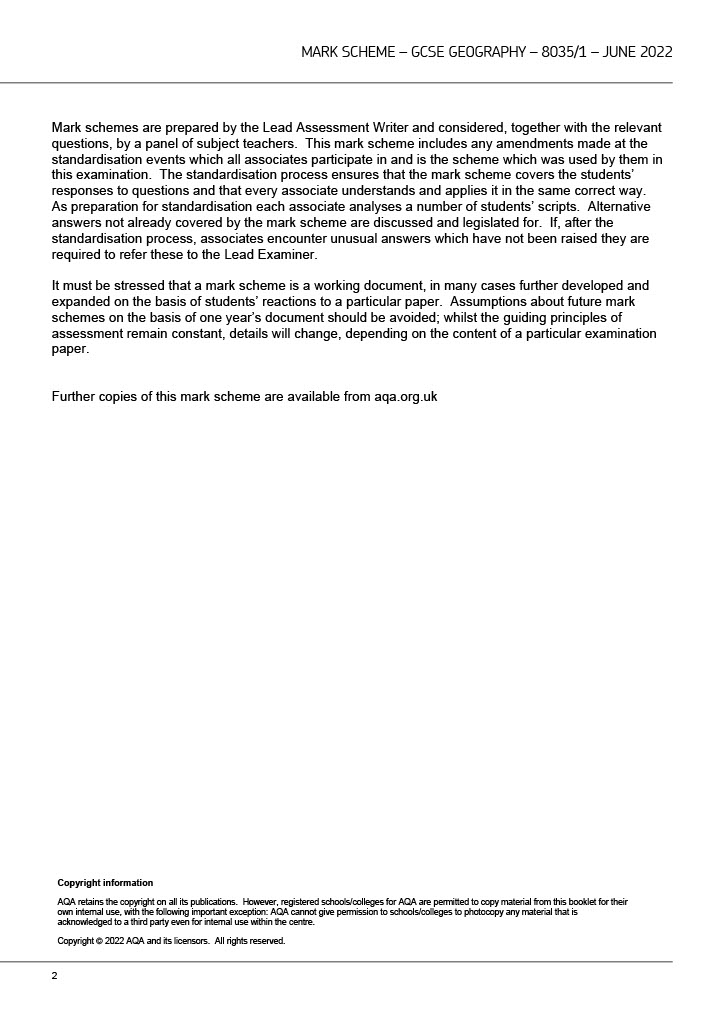 MARK SCHEME – GCSE GEOGRAPHY – 8035/1 – JUNE 2022
Mark schemes are prepared by the Lead Assessment Writer and considered, together with the relevant
questions, by a panel of subject teachers.  This mark scheme includes any amendments made at the
standardisation events which all associates participate in and is the scheme which was used by them in
this examination.  The standardisation process ensures that the mark scheme covers the students’
responses to questions and that every associate understands and applies it in the same correct way.
As preparation for standardisation each associate analyses a number of students’ scripts.  Alternative
answers not already covered by the mark scheme are discussed and legislated for.  If, after the
standardisation process, associates encounter unusual answers which have not been raised they are
required to refer these to the Lead Examiner.
It must be stressed that a mark scheme is a working document, in many cases further developed and
expanded on the basis of students’ reactions to a particular paper.  Assumptions about future mark
schemes on the basis of one year’s document should be avoided; whilst the guiding principles of
assessment remain constant, details will change, depending on the content of a particular examination
paper.
Further copies of this mark scheme are available from aqa.org.uk
Copyright information
AQA retains the copyright on all its publications.  However, registered schools/colleges for AQA are permitted to copy material from this booklet for their
own internal use, with the following important exception: AQA cannot give permission to schools/colleges to photocopy any material that is
acknowledged to a third party even for internal use within the centre.
Copyright © 2022 AQA and its licensors.  All rights reserved.
2